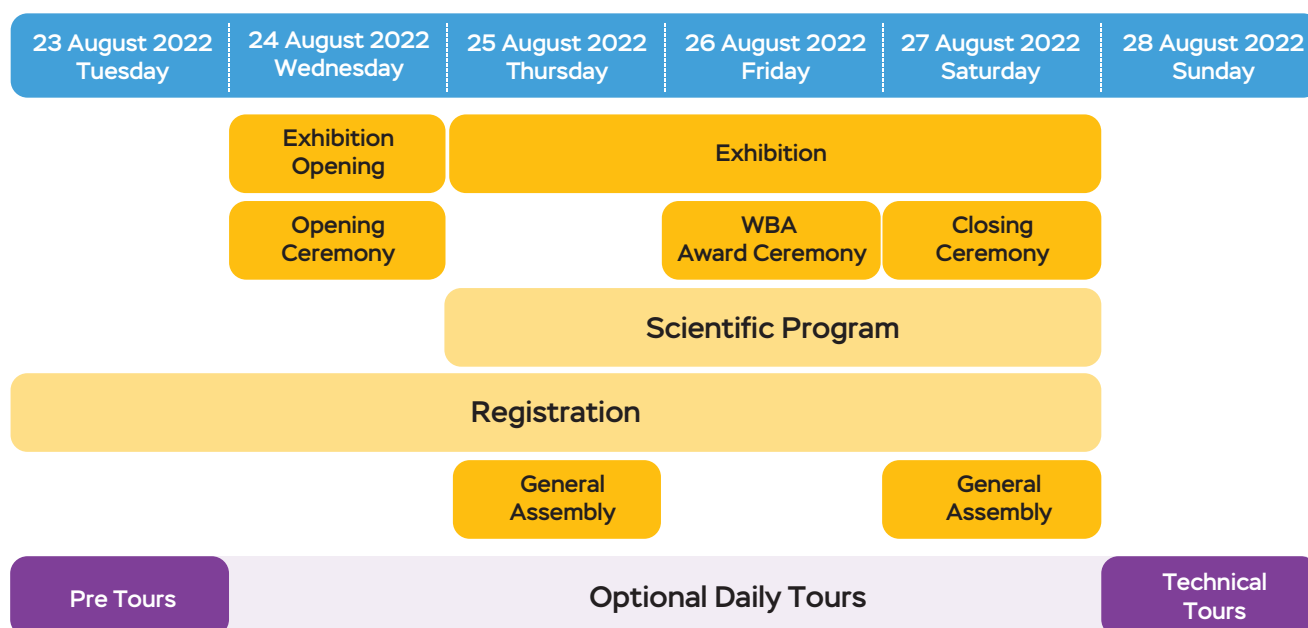 23 August 2022
Tuesday
24 August 2022
Wednesday
25 August 2022
Thursday
26 August 2022
Friday
27 August 2022
Saturday
28 August 2022
Sunday
Exhibition
Opening
Exhibition
Opening
Ceremony
WBA
Award Ceremony
Closing
Ceremony
Scientific Program
Registration
General
Assembly
General
Assembly
Pre Tours
Optional Daily Tours
Technical
Tours